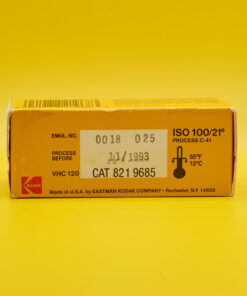 EMUL. NO. 0018 025
ISO 100/21°
PROCESS C-41
PROCESS BEFORE 11/1993
55°F
13°C
VHC 120 CAT 821 9685
Kodak
Made in U.S.A. by EASTMAN KODAK COMPANY • Rochester, N.Y. 14650